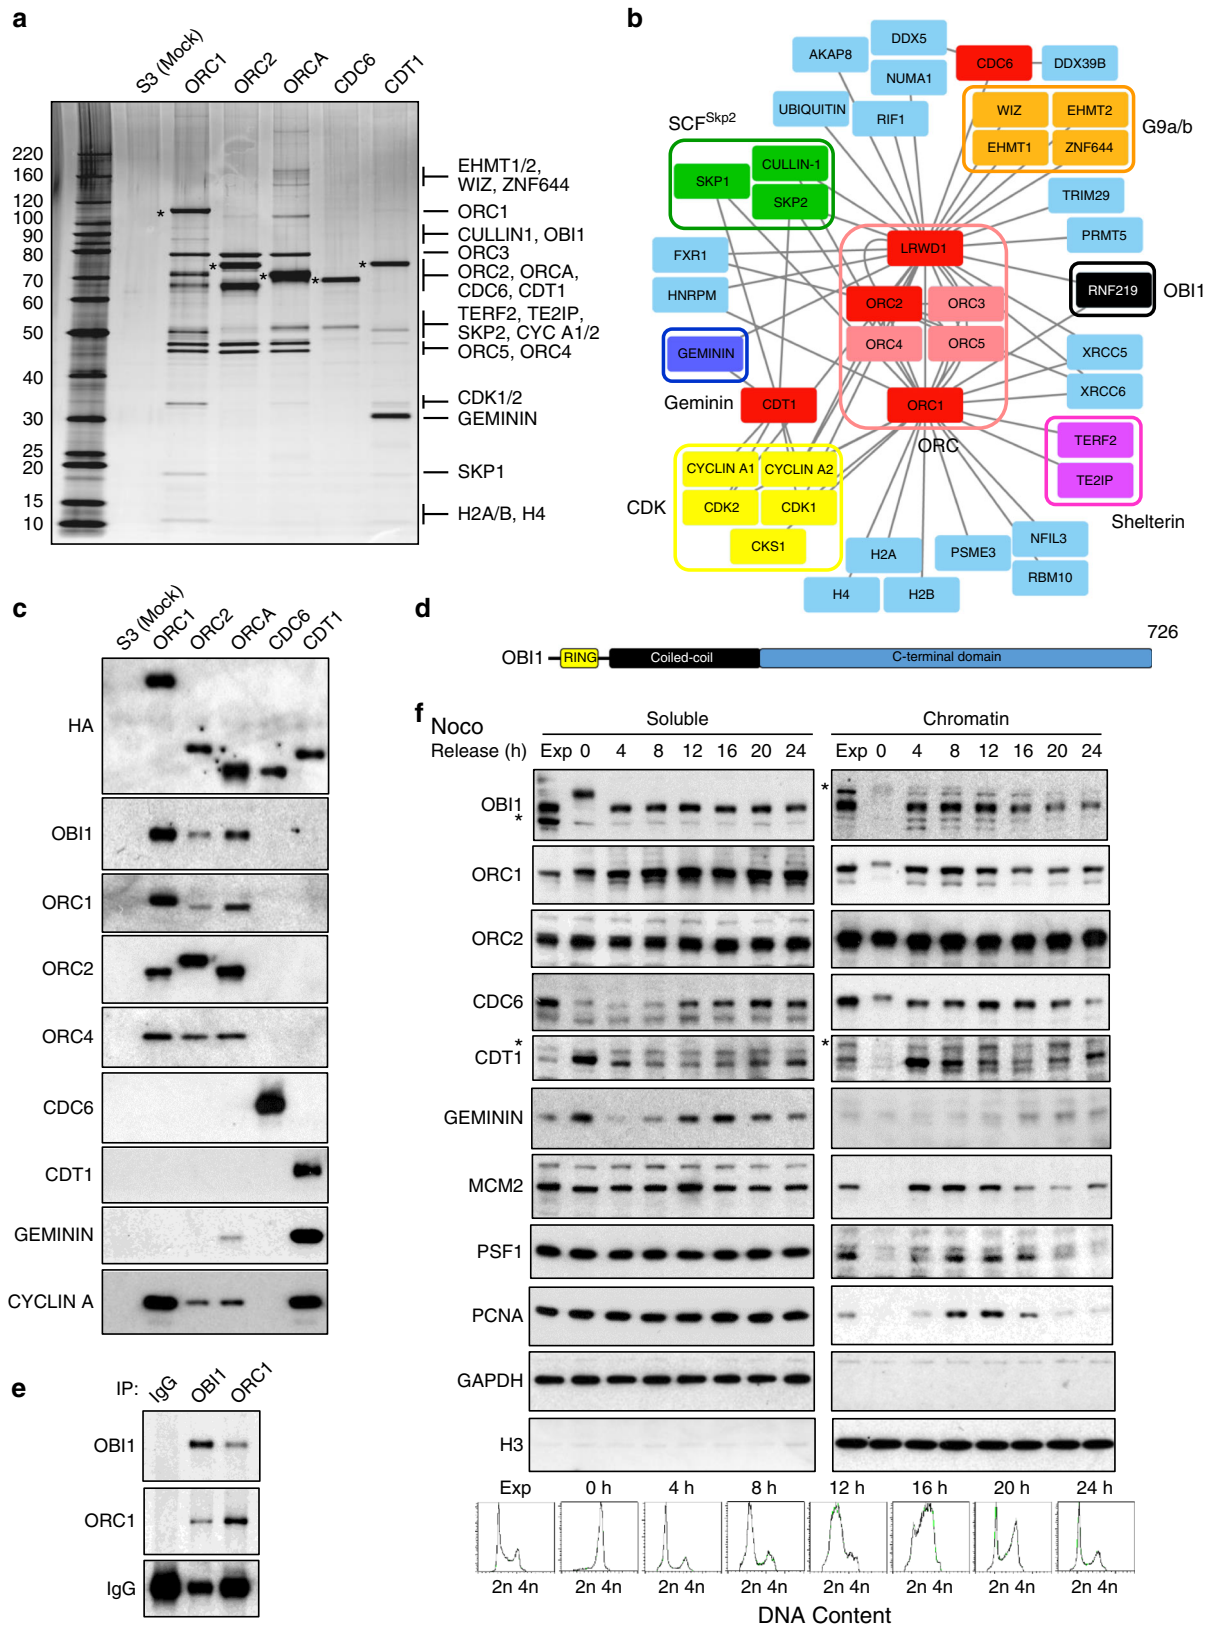 a
S3 (Mock)
ORC1
ORC2
ORCA
CDC6
CDT1
220
160
120
100
90
80
70
60
50
40
30
25
20
15
10
*
*
*
*
*
EHMT1/2,
WIZ, ZNF644
ORC1
CULLIN1, OBI1
ORC3
ORC2, ORCA,
CDC6, CDT1
TERF2, TE2IP,
SKP2, CYC A1/2
ORC5, ORC4
CDK1/2
GEMININ
SKP1
H2A/B, H4
b
AKAP8
DDX5
NUMA1
CDC6
DDX39B
UBIQUITIN
RIF1
WIZ
EHMT2
EHMT1
ZNF644
G9a/b
SCF^Skp2
SKP1
CULLIN-1
SKP2
TRIM29
PRMT5
LRWD1
FXR1
HNRPM
ORC2
ORC3
ORC4
ORC5
ORC1
ORC
RNF219
OBI1
GEMININ
Geminin
CDT1
XRCC5
XRCC6
TERF2
TE2IP
Shelterin
CYCLIN A1
CYCLIN A2
CDK
CDK2
CDK1
CKS1
H2A
H4
H2B
PSME3
NFIL3
RBM10
c
S3 (Mock)
ORC1
ORC2
ORCA
CDC6
CDT1
HA
OBI1
ORC1
ORC2
ORC4
CDC6
CDT1
GEMININ
CYCLIN A
d
726
OBI1
RING
Coiled-coil
C-terminal domain
e
IP:
IgG
OBI1
ORC1
OBI1
ORC1
IgG
f
Noco
Release (h)
Soluble
Chromatin
Exp 0 4 8 12 16 20 24
Exp 0 4 8 12 16 20 24
OBI1
*
*
ORC1
ORC2
CDC6
CDT1
*
*
GEMININ
MCM2
PSF1
PCNA
GAPDH
H3
Exp 0 h 4 h 8 h 12 h 16 h 20 h 24 h
2n 4n 2n 4n 2n 4n 2n 4n 2n 4n 2n 4n 2n 4n 2n 4n
DNA Content